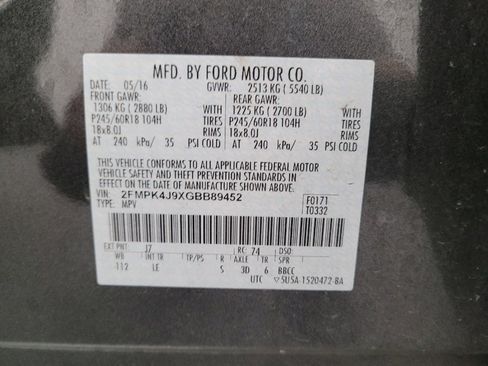 MFD. BY FORD MOTOR CO.
DATE: 05/16 GVWR: 2513 KG ( 5540 LB)
FRONT GAWR: REAR GAWR:
1306 KG ( 2880 LB) WITH 1225 KG ( 2700 LB) WITH
P245/60R18 104H TIRES P245/60R18 104H TIRES
18x8.0J RIMS 18x8.0J RIMS
AT 240 kPa/ 35 PSI COLD AT 240 kPa/ 35 PSI COLD
THIS VEHICLE CONFORMS TO ALL APPLICABLE FEDERAL MOTOR
VEHICLE SAFETY AND THEFT PREVENTION STANDARDS IN
EFFECT ON THE DATE OF MANUFACTURE SHOWN ABOVE.
VIN: 2FMPK4J9XGBB89452 F0171
TYPE: MPV T0332
EXT PNT: J7 RC: 74 DSO:
WB INT TR TP/PS R AXLE TR SPR
112 LE S 3D 6 BBCC
UTC ▽5U5A-1520472-BA